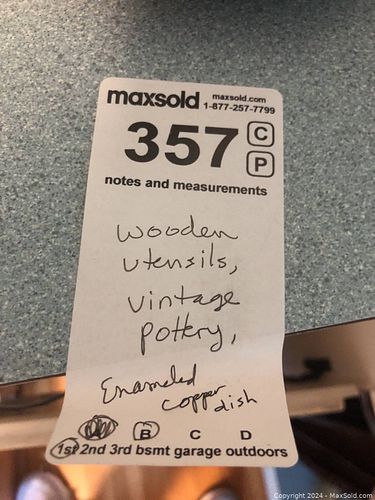 maxsold maxsold.com
1-877-257-7799
357 C
P
notes and measurements
wooden
utensils,
vintage
pottery,
Enameled
copper dish
B C D
1st 2nd 3rd bsmt garage outdoors
Copyright 2024 - MaxSold.com